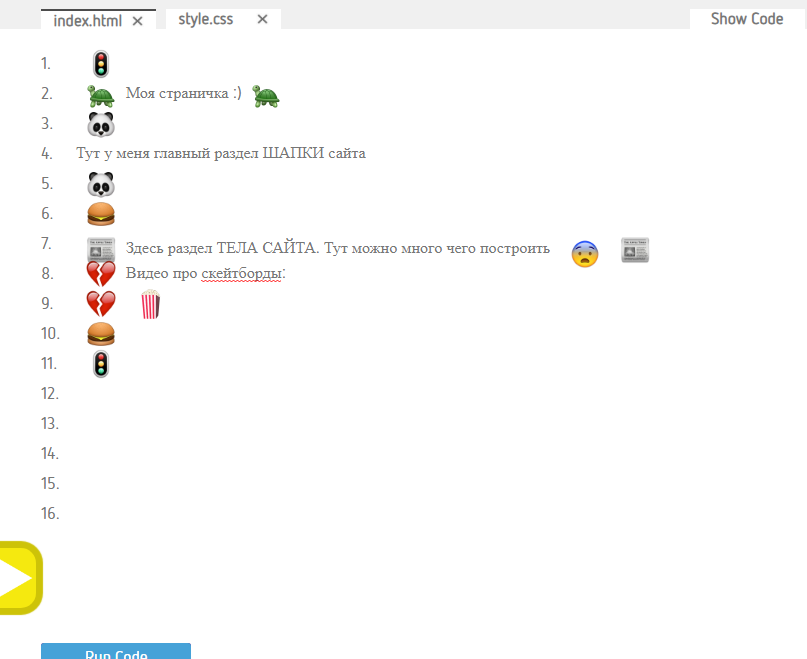 index.html ✕ style.css ✕ Show Code
1.
2. Моя страничка :)
3.
4. Тут у меня главный раздел ШАПКИ сайта
5.
6.
7. Здесь раздел ТЕЛА САЙТА. Тут можно много чего построить
8. Видео про скейтборды:
9.
10.
11.
12.
13.
14.
15.
16.
Run Code